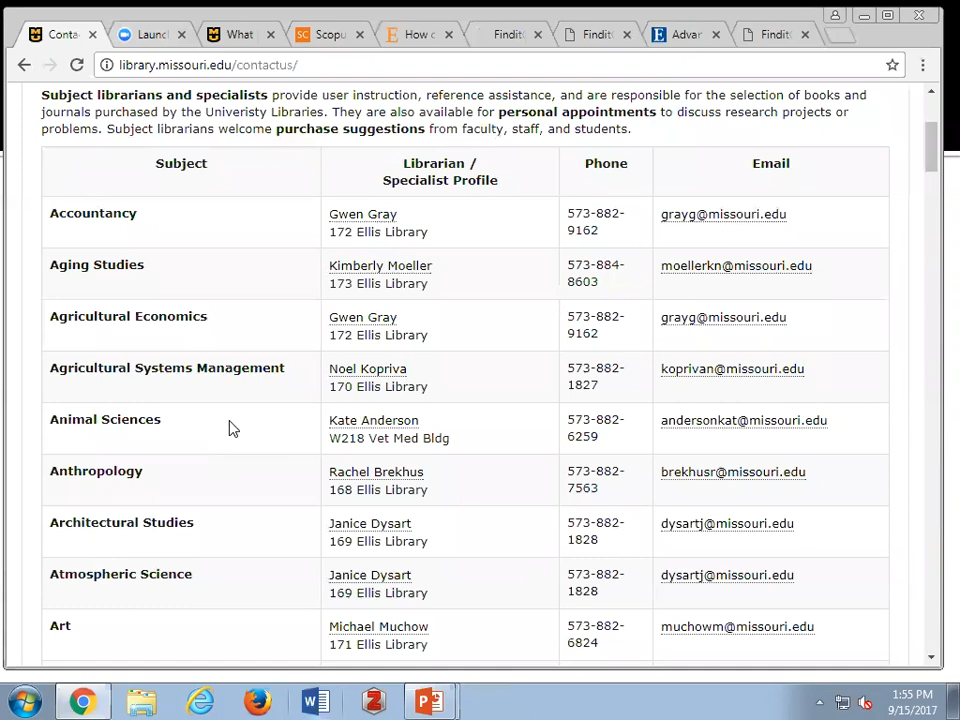 Conta
Launc
What
Scopu
How c
FinditC
Findit
Advar
Findit
library.missouri.edu/contactus/
Subject librarians and specialists provide user instruction, reference assistance, and are responsible for the selection of books and
journals purchased by the Univeristy Libraries. They are also available for personal appointments to discuss research projects or
problems. Subject librarians welcome purchase suggestions from faculty, staff, and students.
Subject
Librarian /
Specialist Profile
Phone
Email
Accountancy
Gwen Gray
172 Ellis Library
573-882-
9162
grayg@missouri.edu
Aging Studies
Kimberly Moeller
173 Ellis Library
573-884-
8603
moellerkn@missouri.edu
Agricultural Economics
Gwen Gray
172 Ellis Library
573-882-
9162
grayg@missouri.edu
Agricultural Systems Management
Noel Kopriva
170 Ellis Library
573-882-
1827
koprivan@missouri.edu
Animal Sciences
Kate Anderson
W218 Vet Med Bldg
573-882-
6259
andersonkat@missouri.edu
Anthropology
Rachel Brekhus
168 Ellis Library
573-882-
7563
brekhusr@missouri.edu
Architectural Studies
Janice Dysart
169 Ellis Library
573-882-
1828
dysartj@missouri.edu
Atmospheric Science
Janice Dysart
169 Ellis Library
573-882-
1828
dysartj@missouri.edu
Art
Michael Muchow
171 Ellis Library
573-882-
6824
muchowm@missouri.edu
1:55 PM
9/15/2017